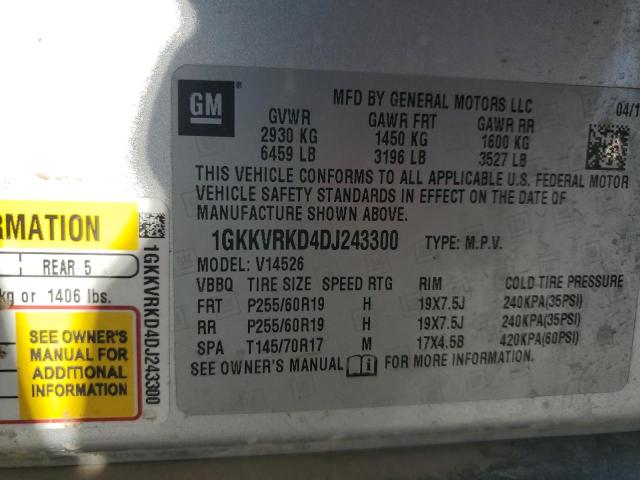 GM
MFD BY GENERAL MOTORS LLC
04/1
GVWR GAWR FRT GAWR RR
2930 KG 1450 KG 1600 KG
6459 LB 3196 LB 3527 LB
THIS VEHICLE CONFORMS TO ALL APPLICABLE U.S. FEDERAL MOTOR
VEHICLE SAFETY STANDARDS IN EFFECT ON THE DATE OF
MANUFACTURE SHOWN ABOVE.
1GKKVRKD4DJ243300 TYPE: M.P.V.
MODEL: V14526
VBBQ TIRE SIZE SPEED RTG RIM COLD TIRE PRESSURE
FRT P255/60R19 H 19X7.5J 240KPA(35PSI)
RR P255/60R19 H 19X7.5J 240KPA(35PSI)
SPA T145/70R17 M 17X4.5B 420KPA(60PSI)
SEE OWNER'S MANUAL i FOR MORE INFORMATION.
RMATION
REAR 5
kg or 1406 lbs.
SEE OWNER'S
MANUAL FOR
ADDITIONAL
INFORMATION
1GKKVRKD4DJ243300